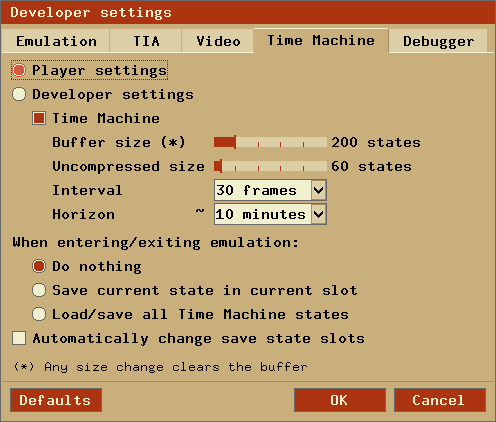 Developer settings
Emulation TIA Video Time Machine Debugger
Player settings
Developer settings
Time Machine
Buffer size (*) 200 states
Uncompressed size 60 states
Interval 30 frames
Horizon ~ 10 minutes
When entering/exiting emulation:
Do nothing
Save current state in current slot
Load/save all Time Machine states
Automatically change save state slots
(*) Any size change clears the buffer
Defaults OK Cancel